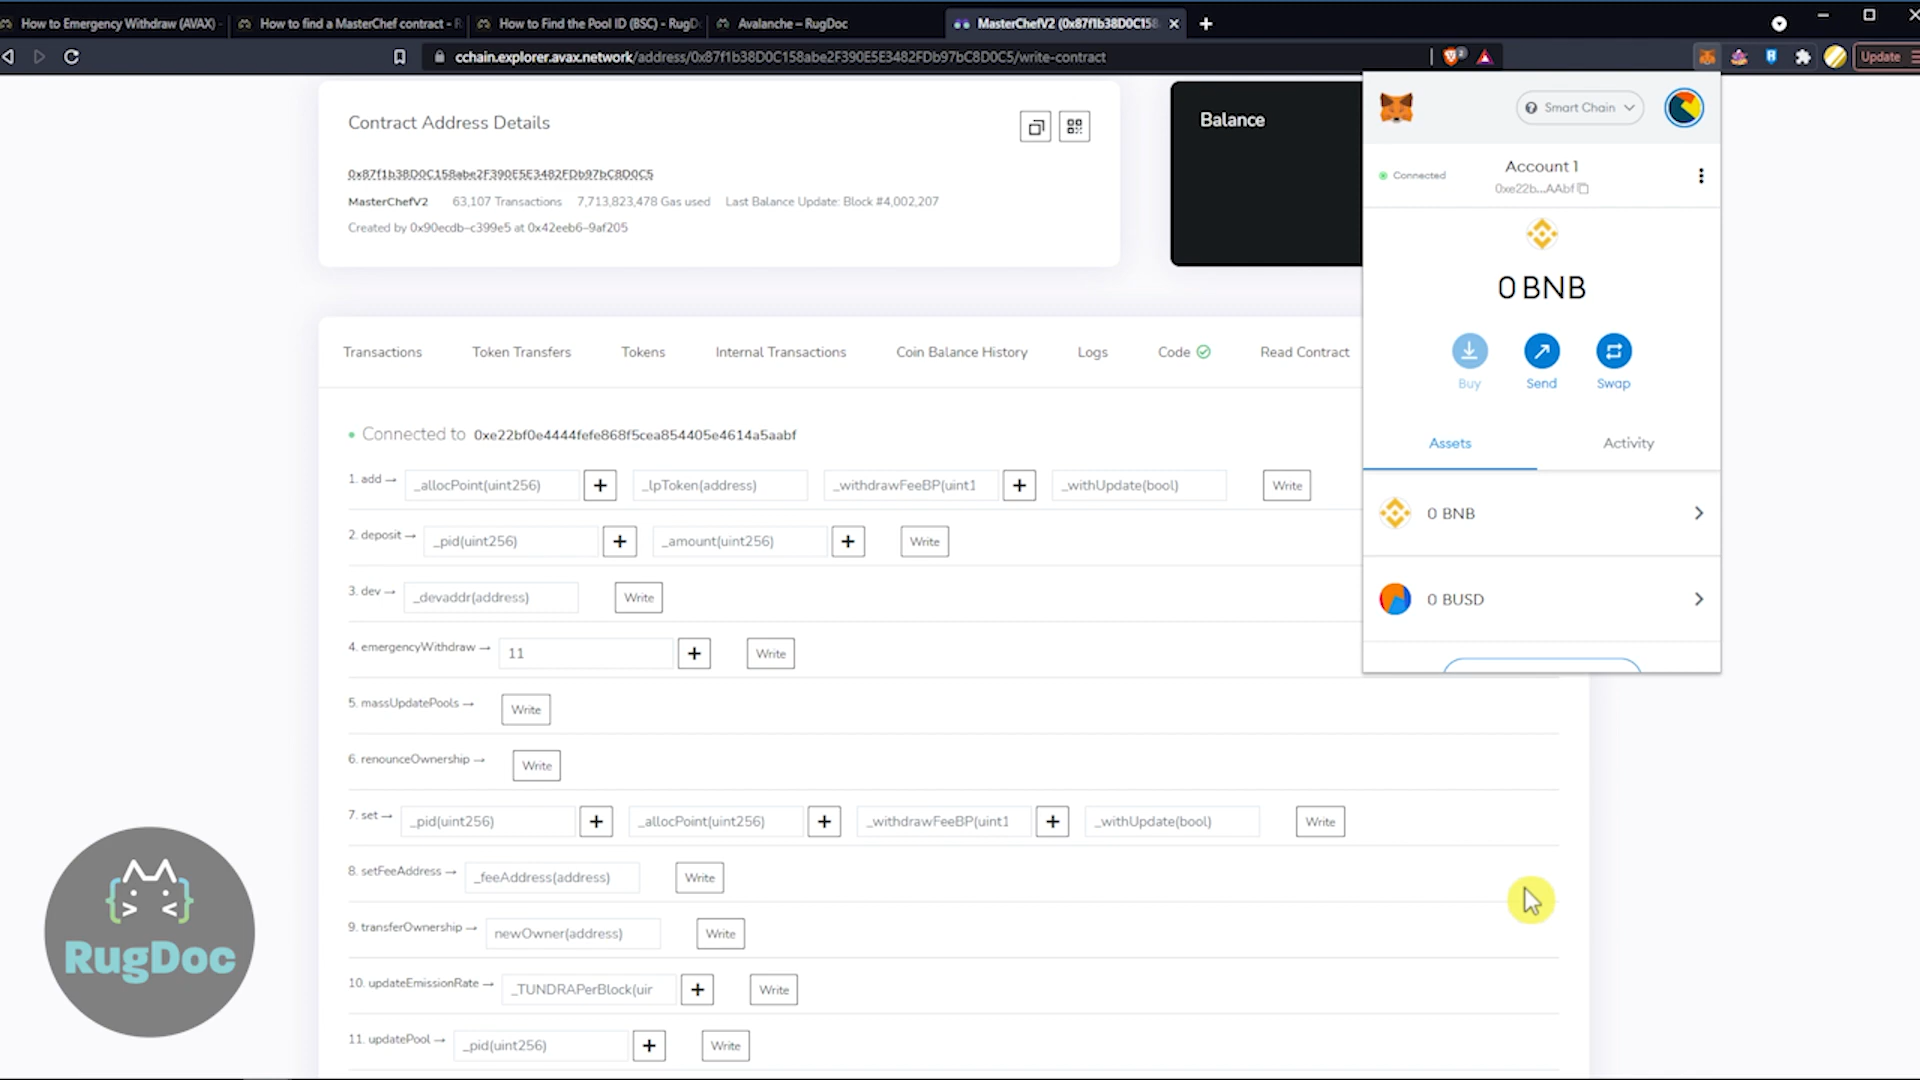 How to Emergency Withdraw (AVAX)
How to find a MasterChef contract - R
How to Find the Pool ID (BSC) - RugD
Avalanche – RugDoc
MasterChefV2 (0x87f1b38D0C158
cchain.explorer.avax.network/address/0x87f1b38D0C158abe2F390E5E3482FDb97bC8D0C5/write-contract
2
Update
Contract Address Details
0x87f1b38D0C158abe2F390E5E3482FDb97bC8D0C5
MasterChefV2 63,107 Transactions 7,713,823,478 Gas used Last Balance Update: Block #4,002,207
Created by 0x90ecdb–c399e5 at 0x42eeb6–9af205
Balance
Smart Chain
Connected
Account 1
0xe22b...AAbf
0 BNB
Buy
Send
Swap
Assets
Activity
0 BNB
0 BUSD
Transactions
Token Transfers
Tokens
Internal Transactions
Coin Balance History
Logs
Code
Read Contract
Connected to 0xe22bf0e4444fefe868f5cea854405e4614a5aabf
1. add → _allocPoint(uint256) + _lpToken(address) _withdrawFeeBP(uint1 + _withUpdate(bool) Write
2. deposit → _pid(uint256) + _amount(uint256) + Write
3. dev → _devaddr(address) Write
4. emergencyWithdraw → 11 + Write
5. massUpdatePools → Write
6. renounceOwnership → Write
7. set → _pid(uint256) + _allocPoint(uint256) + _withdrawFeeBP(uint1 + _withUpdate(bool) Write
8. setFeeAddress → _feeAddress(address) Write
9. transferOwnership → newOwner(address) Write
10. updateEmissionRate → _TUNDRAPerBlock(uir + Write
11. updatePool → _pid(uint256) + Write
RugDoc